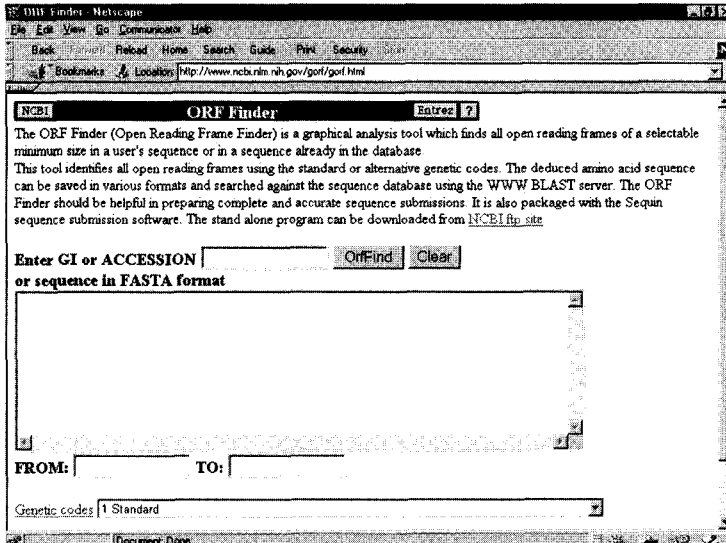 ORF Finder - Netscape
File Edit View Go Communicator Help
Back Forward Reload Home Search Guide Print Security Stop
Bookmarks Location: http://www.ncbi.nlm.nih.gov/gorf/gorf.html
NCBI ORF Finder Entrez ?
The ORF Finder (Open Reading Frame Finder) is a graphical analysis tool which finds all open reading frames of a selectable
minimum size in a user's sequence or in a sequence already in the database.
This tool identifies all open reading frames using the standard or alternative genetic codes. The deduced amino acid sequence
can be saved in various formats and searched against the sequence database using the WWW BLAST server. The ORF
Finder should be helpful in preparing complete and accurate sequence submissions. It is also packaged with the Sequin
sequence submission software. The stand alone program can be downloaded from NCBI ftp site
Enter GI or ACCESSION OrfFind Clear
or sequence in FASTA format
FROM: TO:
Genetic codes 1 Standard
Document: Done